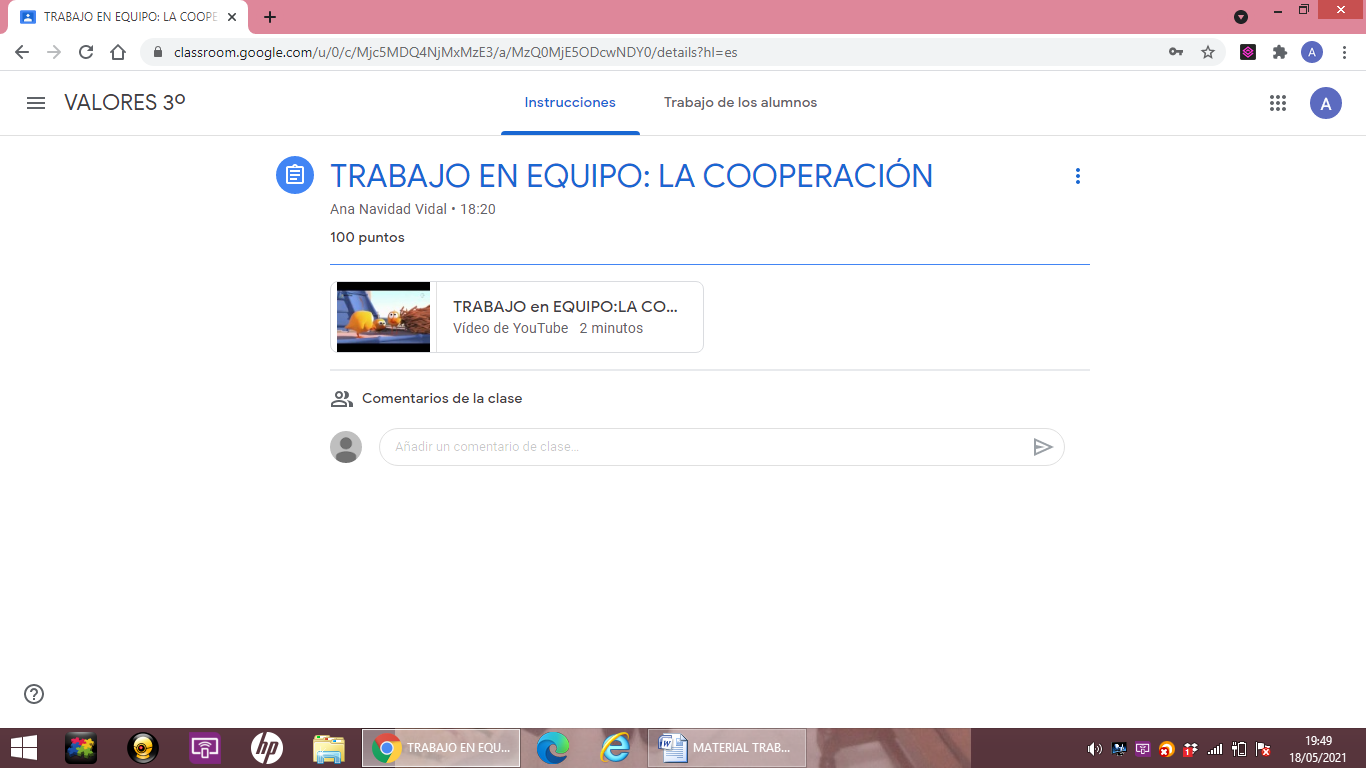 TRABAJO EN EQUIPO: LA COOPE
classroom.google.com/u/0/c/Mjc5MDQ4NjMxMzE3/a/MzQ0MjE5ODcwNDY0/details?hl=es
A
VALORES 3º
Instrucciones
Trabajo de los alumnos
A
TRABAJO EN EQUIPO: LA COOPERACIÓN
Ana Navidad Vidal • 18:20
100 puntos
TRABAJO en EQUIPO:LA CO...
Vídeo de YouTube 2 minutos
Comentarios de la clase
Añadir un comentario de clase...
hp
TRABAJO EN EQU...
MATERIAL TRAB...
19:49
18/05/2021